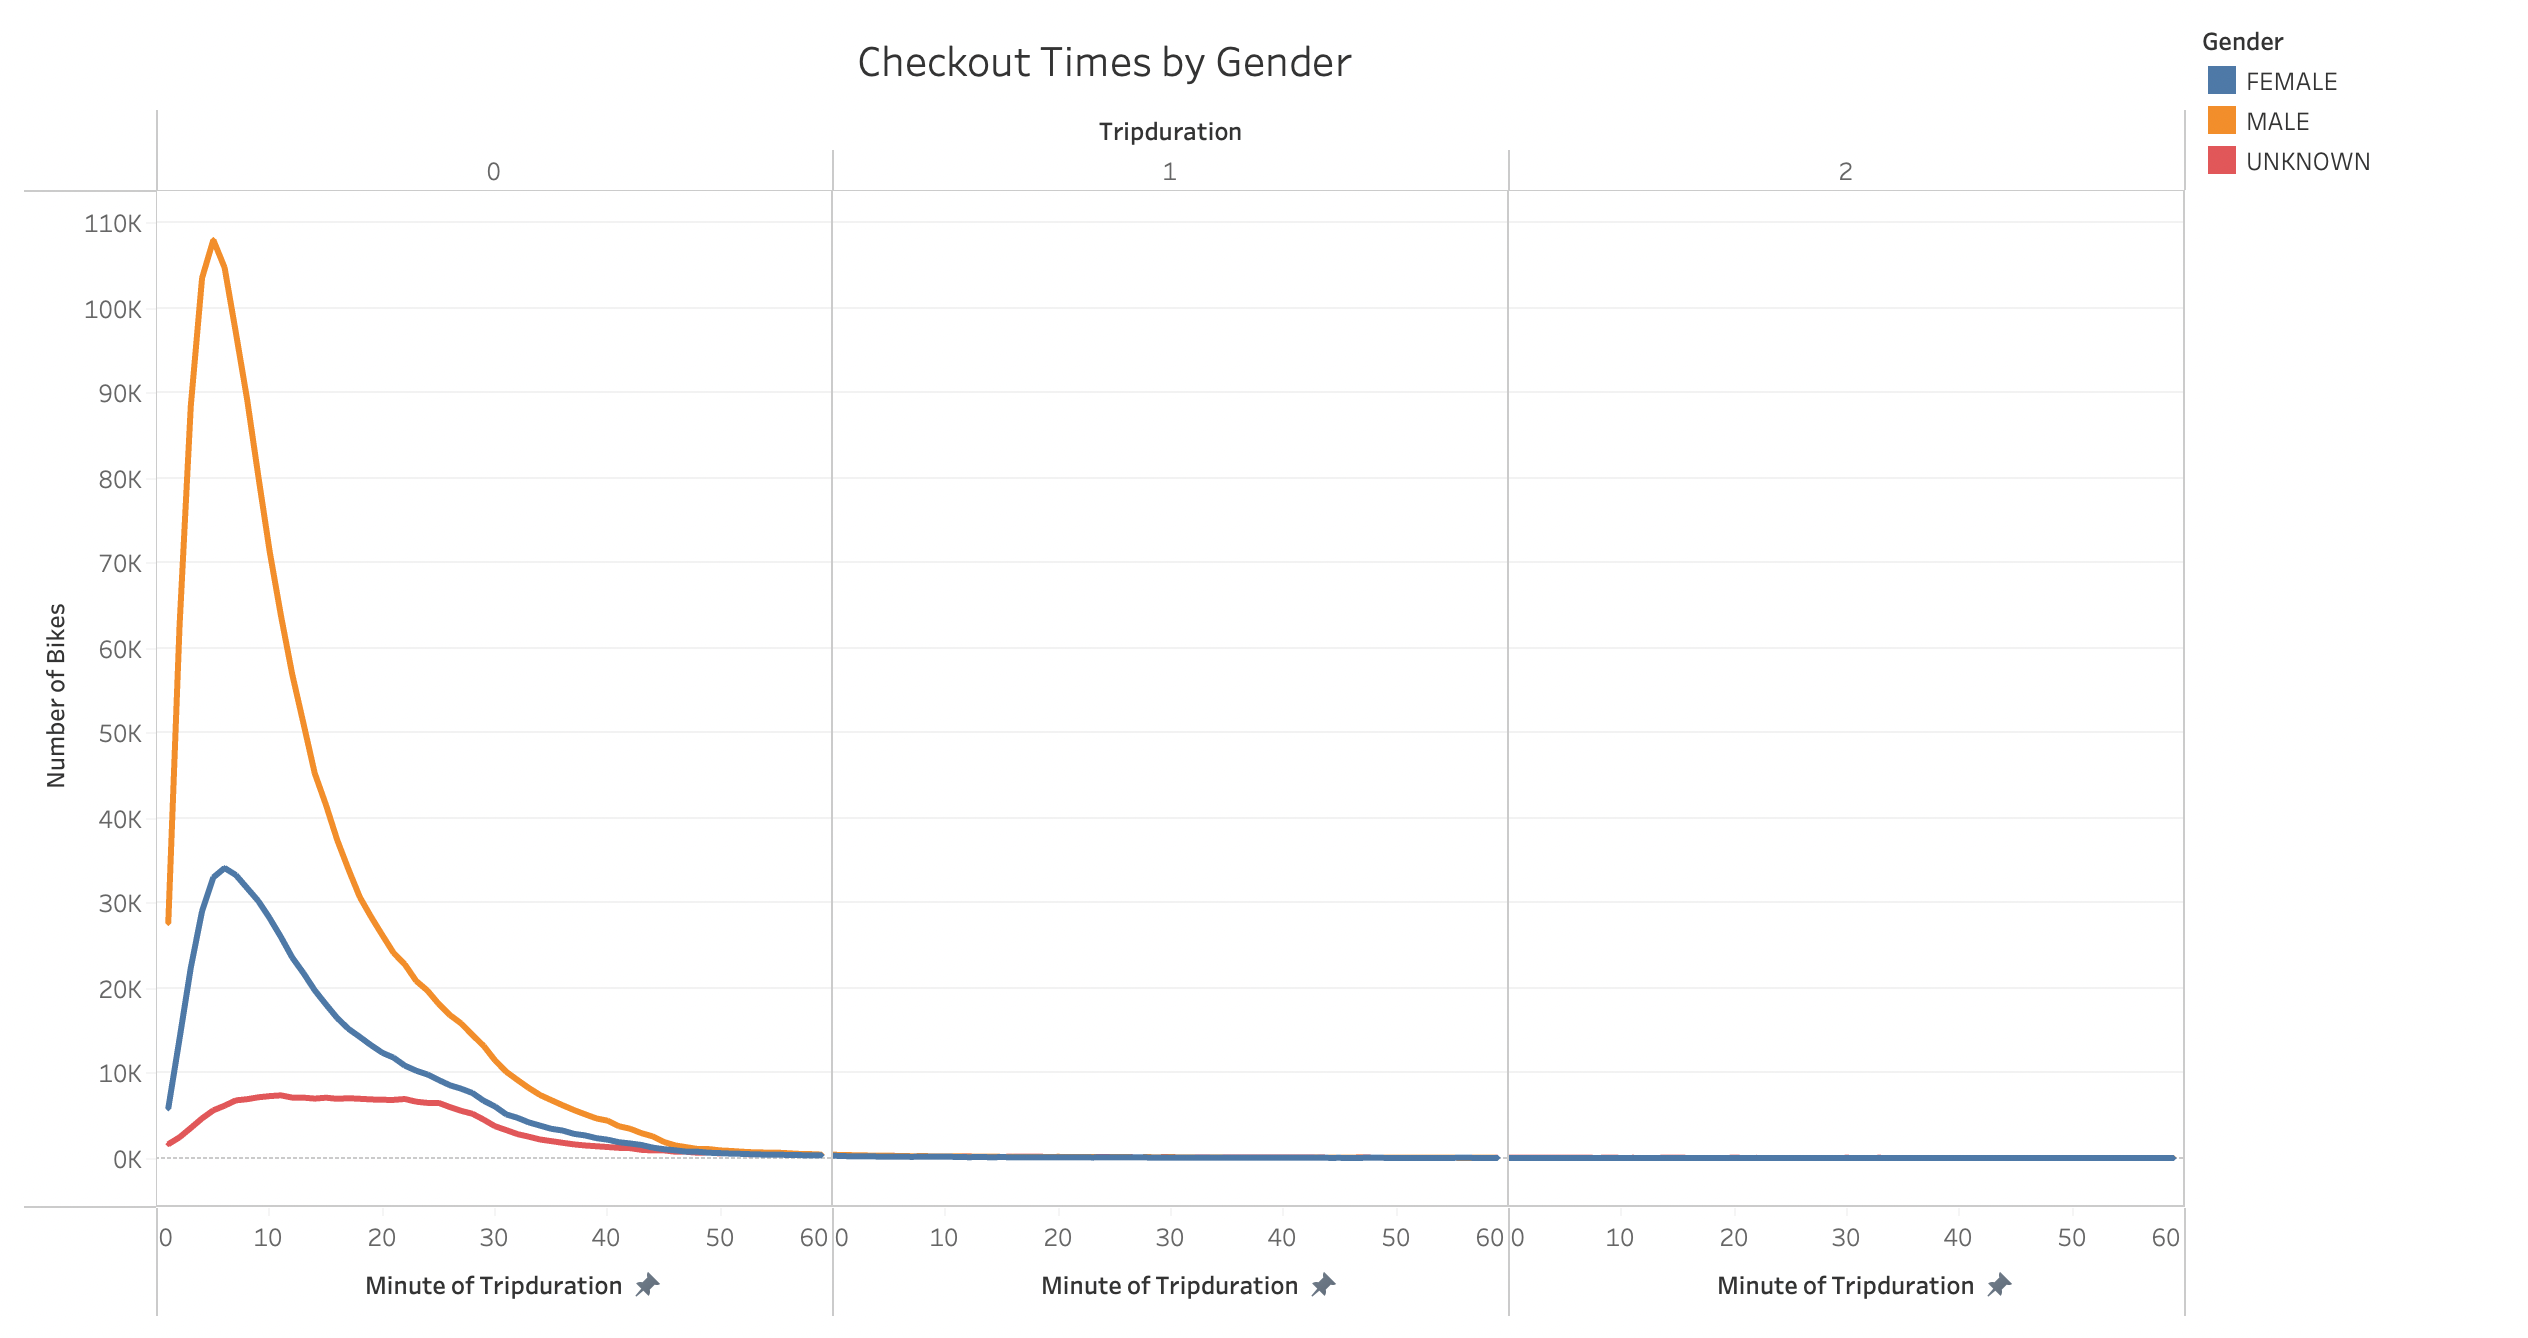 Checkout Times by Gender
Gender
FEMALE
MALE
UNKNOWN
Tripduration
0 1 2
110K
100K
90K
80K
70K
60K
50K
40K
30K
20K
10K
0K
Number of Bikes
0 10 20 30 40 50 60 0 10 20 30 40 50 60 0 10 20 30 40 50 60
Minute of Tripduration Minute of Tripduration Minute of Tripduration